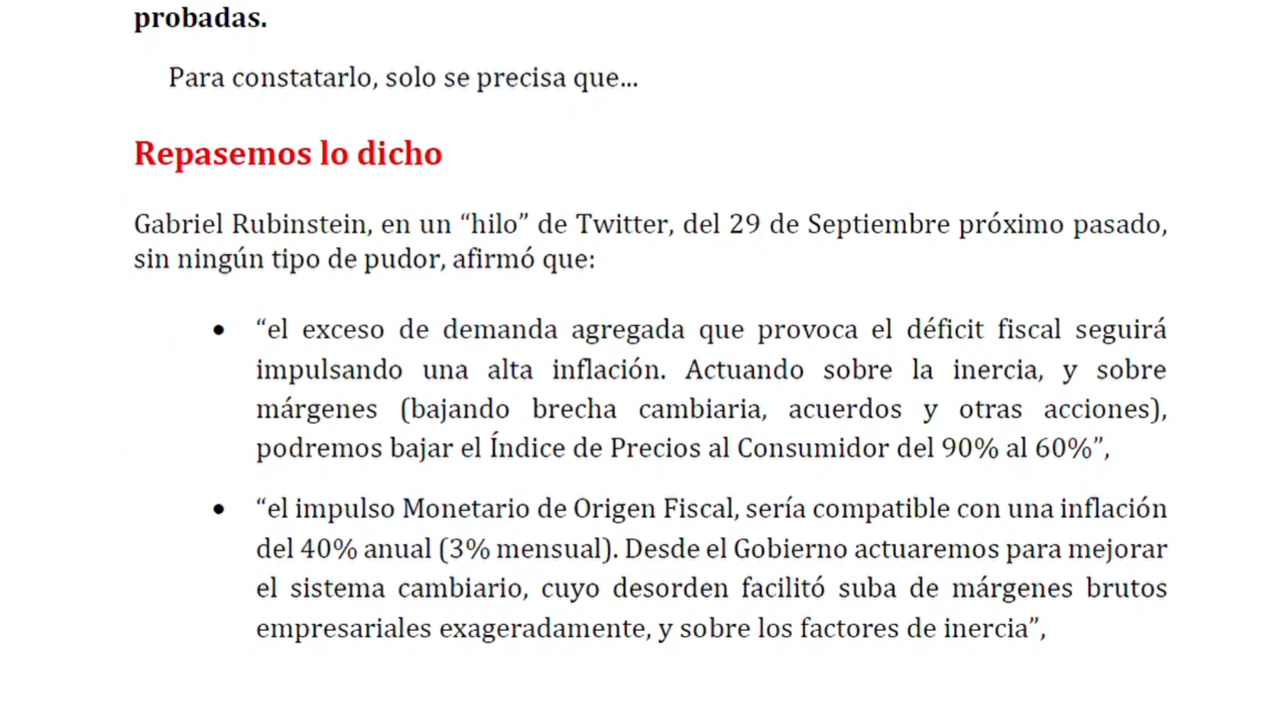 probadas.
Para constatarlo, solo se precisa que...
Repasemos lo dicho
Gabriel Rubinstein, en un “hilo” de Twitter, del 29 de Septiembre próximo pasado,
sin ningún tipo de pudor, afirmó que:
• “el exceso de demanda agregada que provoca el déficit fiscal seguirá
impulsando una alta inflación. Actuando sobre la inercia, y sobre
márgenes (bajando brecha cambiaria, acuerdos y otras acciones),
podremos bajar el Índice de Precios al Consumidor del 90% al 60%”,
• “el impulso Monetario de Origen Fiscal, sería compatible con una inflación
del 40% anual (3% mensual). Desde el Gobierno actuaremos para mejorar
el sistema cambiario, cuyo desorden facilitó suba de márgenes brutos
empresariales exageradamente, y sobre los factores de inercia”,